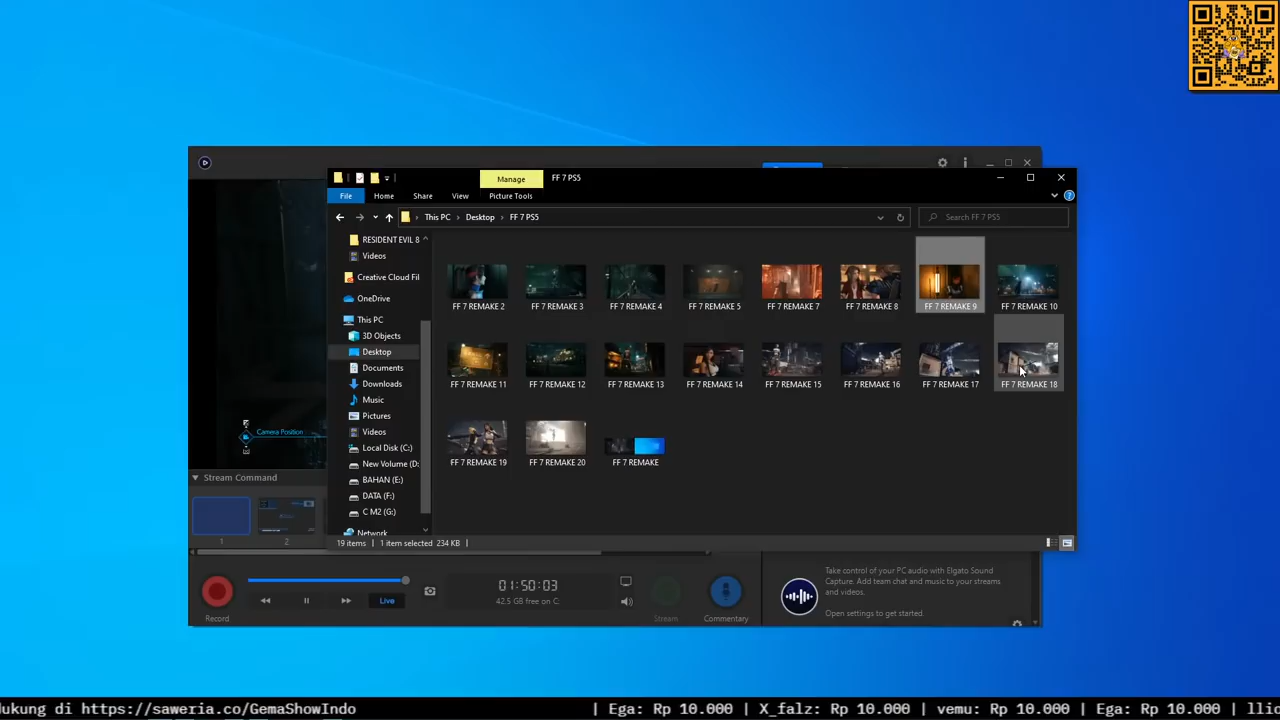 Manage
FF 7 PS5
File
Home
Share
View
Picture Tools
This PC
Desktop
FF 7 PS5
Search FF 7 PS5
RESIDENT EVIL 8
Videos
Creative Cloud Fil
OneDrive
This PC
3D Objects
Desktop
Documents
Downloads
Music
Pictures
Videos
Local Disk (C:)
New Volume (D:
BAHAN (E:)
DATA (F:)
C M2 (G:)
Network
FF 7 REMAKE 2
FF 7 REMAKE 3
FF 7 REMAKE 4
FF 7 REMAKE 5
FF 7 REMAKE 7
FF 7 REMAKE 8
FF 7 REMAKE 9
FF 7 REMAKE 10
FF 7 REMAKE 11
FF 7 REMAKE 12
FF 7 REMAKE 13
FF 7 REMAKE 14
FF 7 REMAKE 15
FF 7 REMAKE 16
FF 7 REMAKE 17
FF 7 REMAKE 18
FF 7 REMAKE 19
FF 7 REMAKE 20
FF 7 REMAKE
19 items
1 item selected 234 KB
Camera Position
Stream Command
1
2
Record
Live
01:50:03
42.5 GB free on C:
Stream
Commentary
Take control of your PC audio with Elgato Sound
Capture. Add team chat and music to your streams
and videos.
Open settings to get started.
dukung di https://saweria.co/GemaShowIndo | Ega: Rp 10.000 | X_falz: Rp 10.000 | vemu: Rp 10.000 | Ega: Rp 10.000 | llio